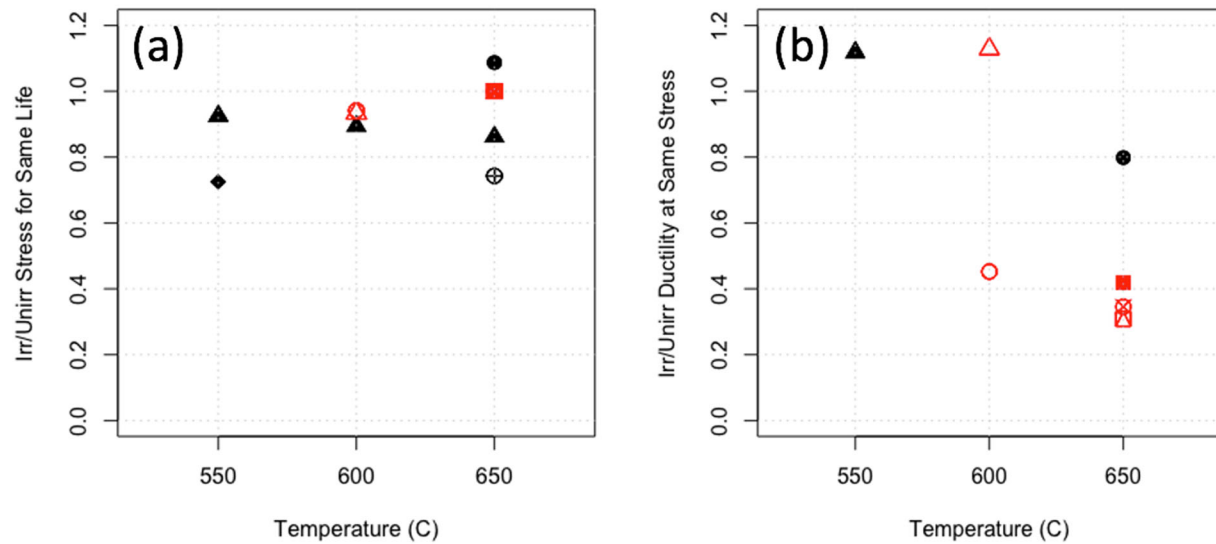 (a)
Irr/Unirr Stress for Same Life
1.2
1.0
0.8
0.6
0.4
0.2
0.0
550 600 650
Temperature (C)
(b)
Irr/Unirr Ductility at Same Stress
1.2
1.0
0.8
0.6
0.4
0.2
0.0
550 600 650
Temperature (C)